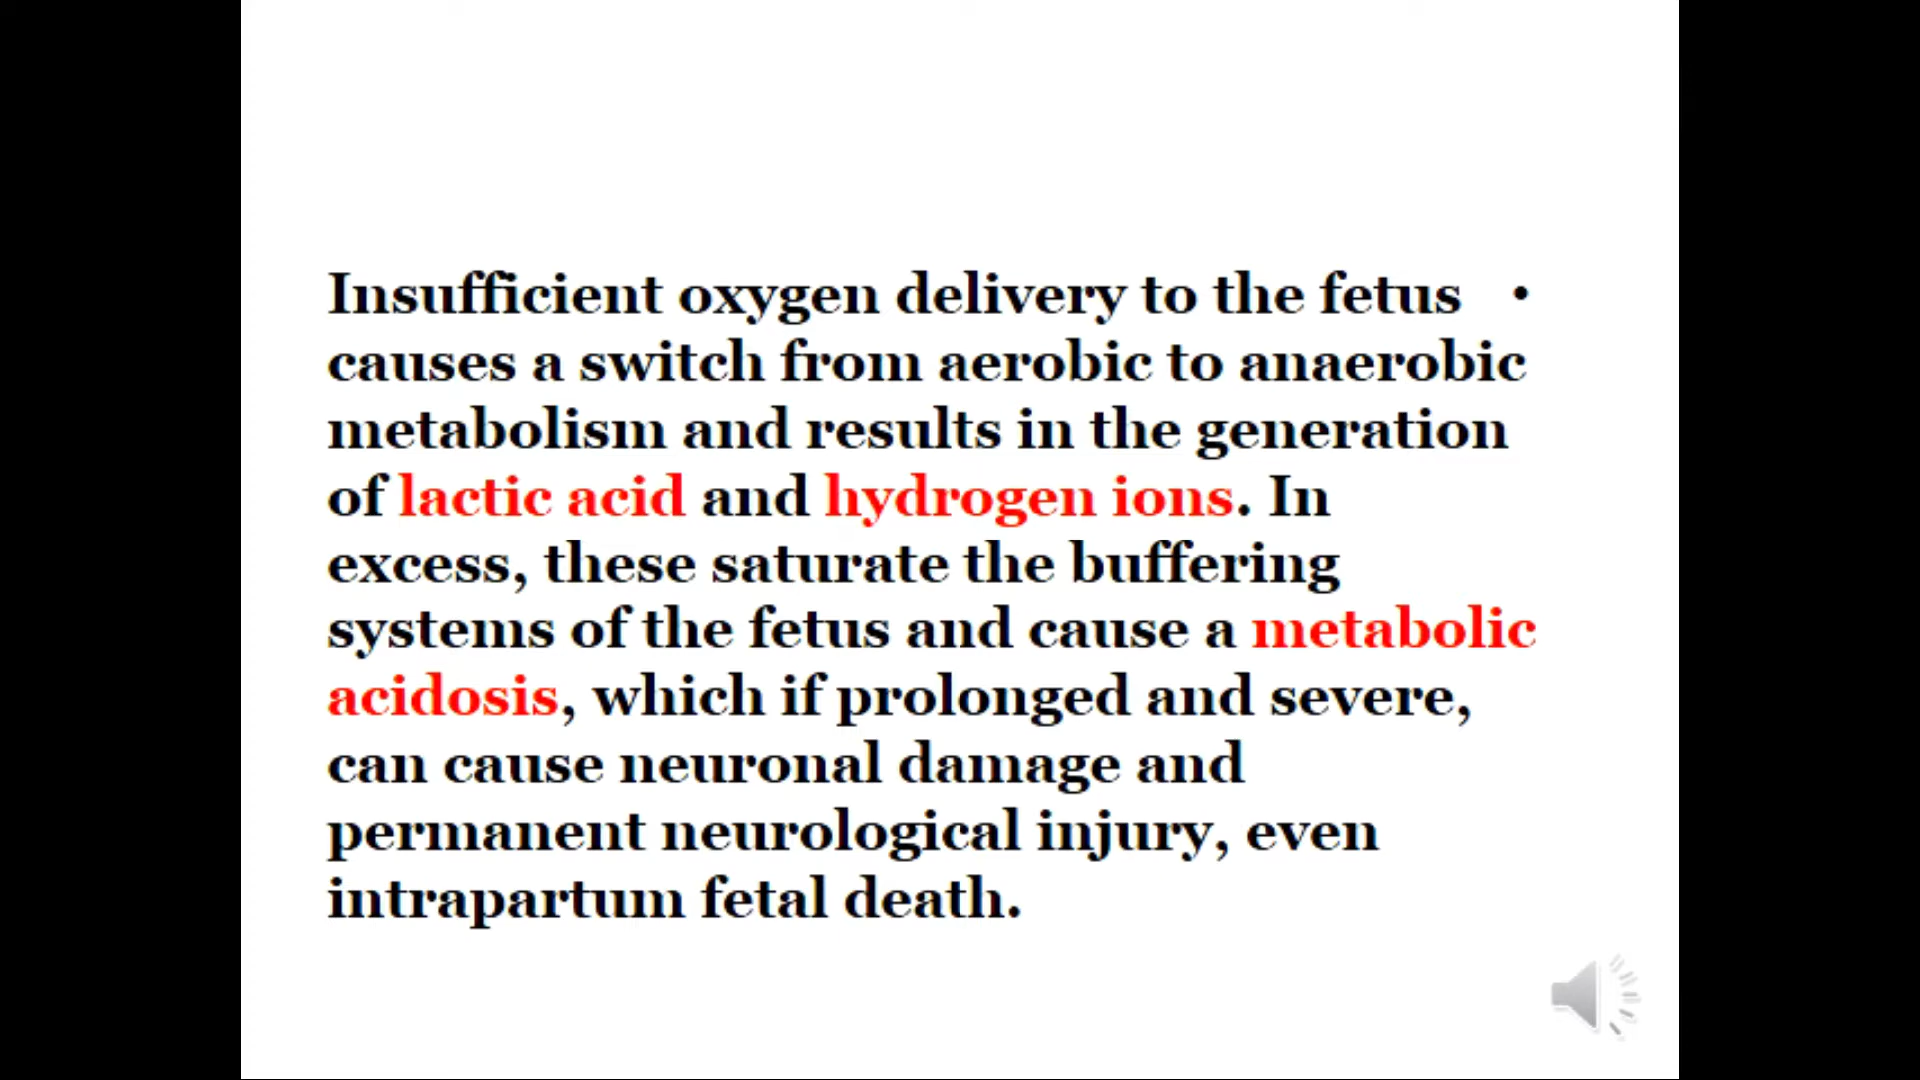 Insufficient oxygen delivery to the fetus •
causes a switch from aerobic to anaerobic
metabolism and results in the generation
of lactic acid and hydrogen ions. In
excess, these saturate the buffering
systems of the fetus and cause a metabolic
acidosis, which if prolonged and severe,
can cause neuronal damage and
permanent neurological injury, even
intrapartum fetal death.